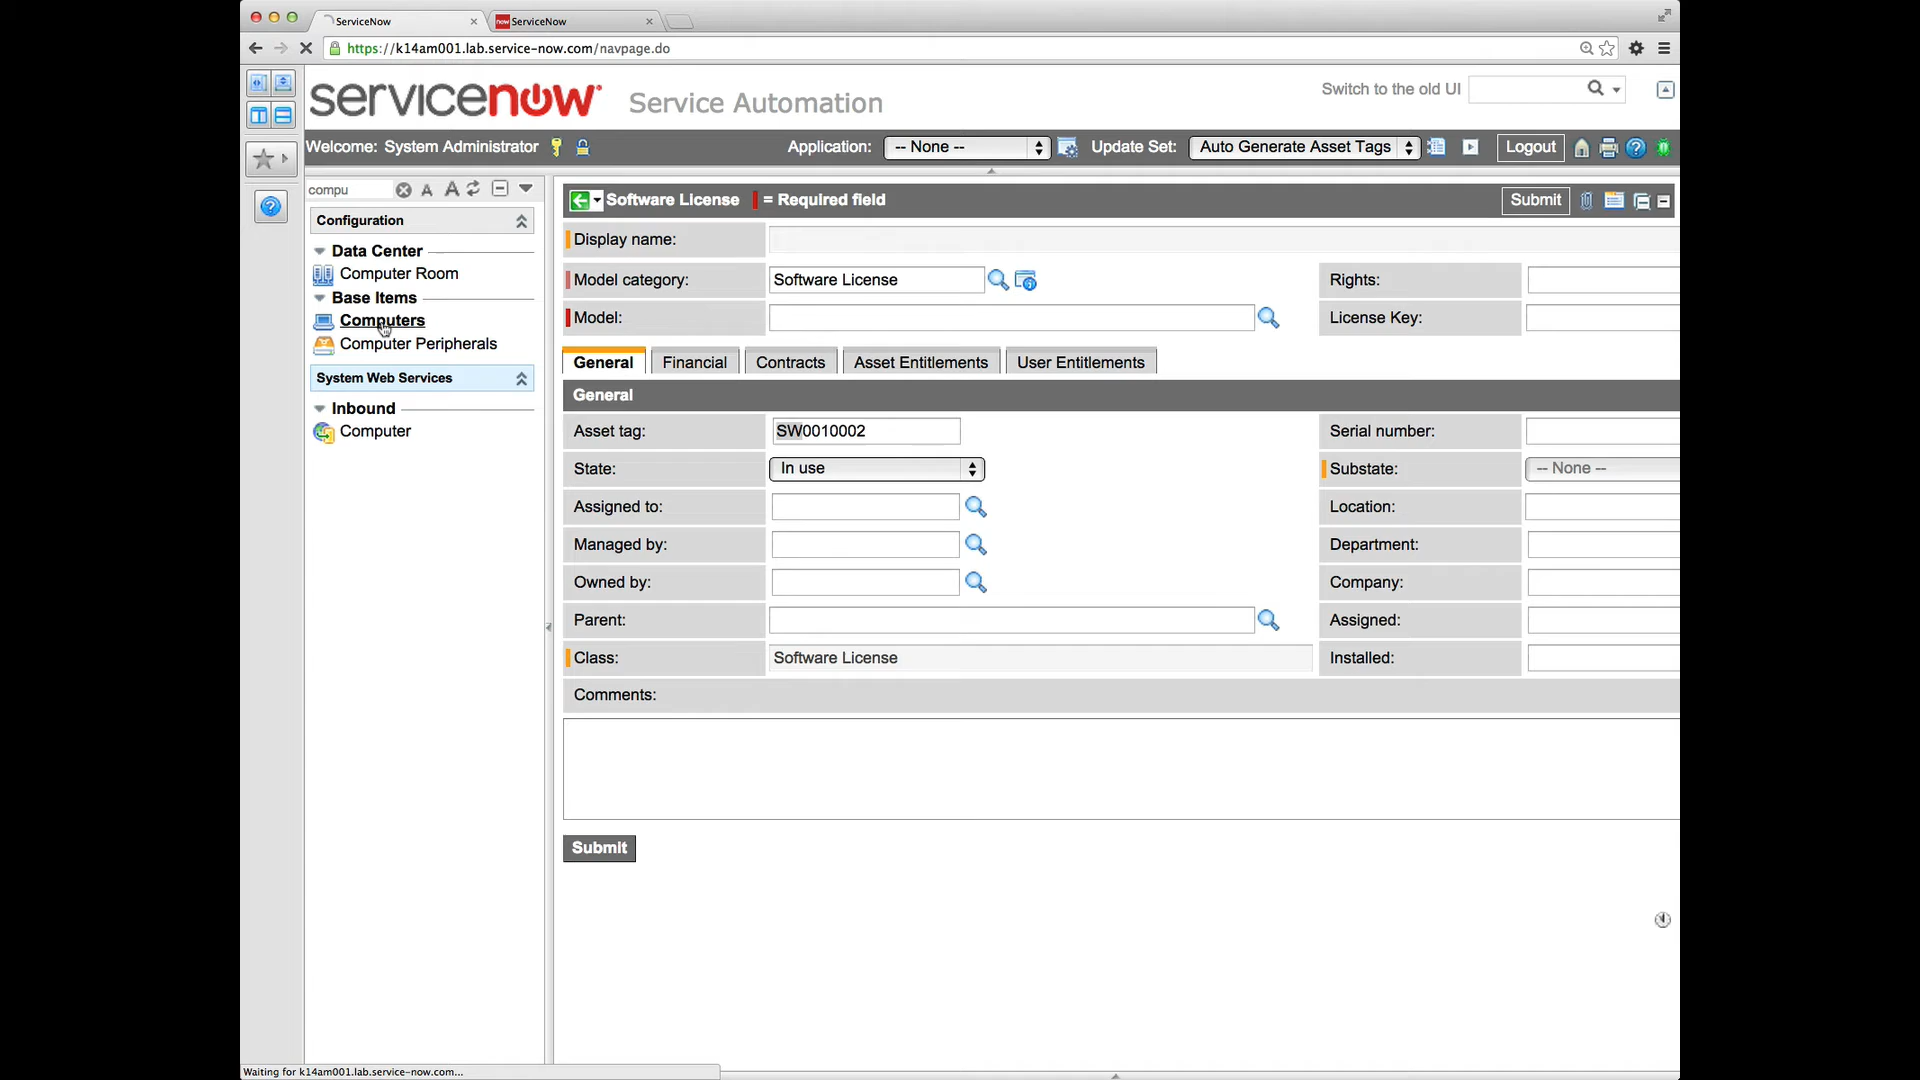 ServiceNow
now ServiceNow
https://k14am001.lab.service-now.com/navpage.do
servicenow Service Automation
Switch to the old UI
Welcome: System Administrator
Application: -- None --
Update Set: Auto Generate Asset Tags
Logout
compu
A A
Configuration
Data Center
Computer Room
Base Items
Computers
Computer Peripherals
System Web Services
Inbound
Computer
Software License = Required field
Submit
Display name:
Model category: Software License
Rights:
Model:
License Key:
General Financial Contracts Asset Entitlements User Entitlements
General
Asset tag: SW0010002
Serial number:
State: In use
Substate: -- None --
Assigned to:
Location:
Managed by:
Department:
Owned by:
Company:
Parent:
Assigned:
Class: Software License
Installed:
Comments:
Submit
Waiting for k14am001.lab.service-now.com...